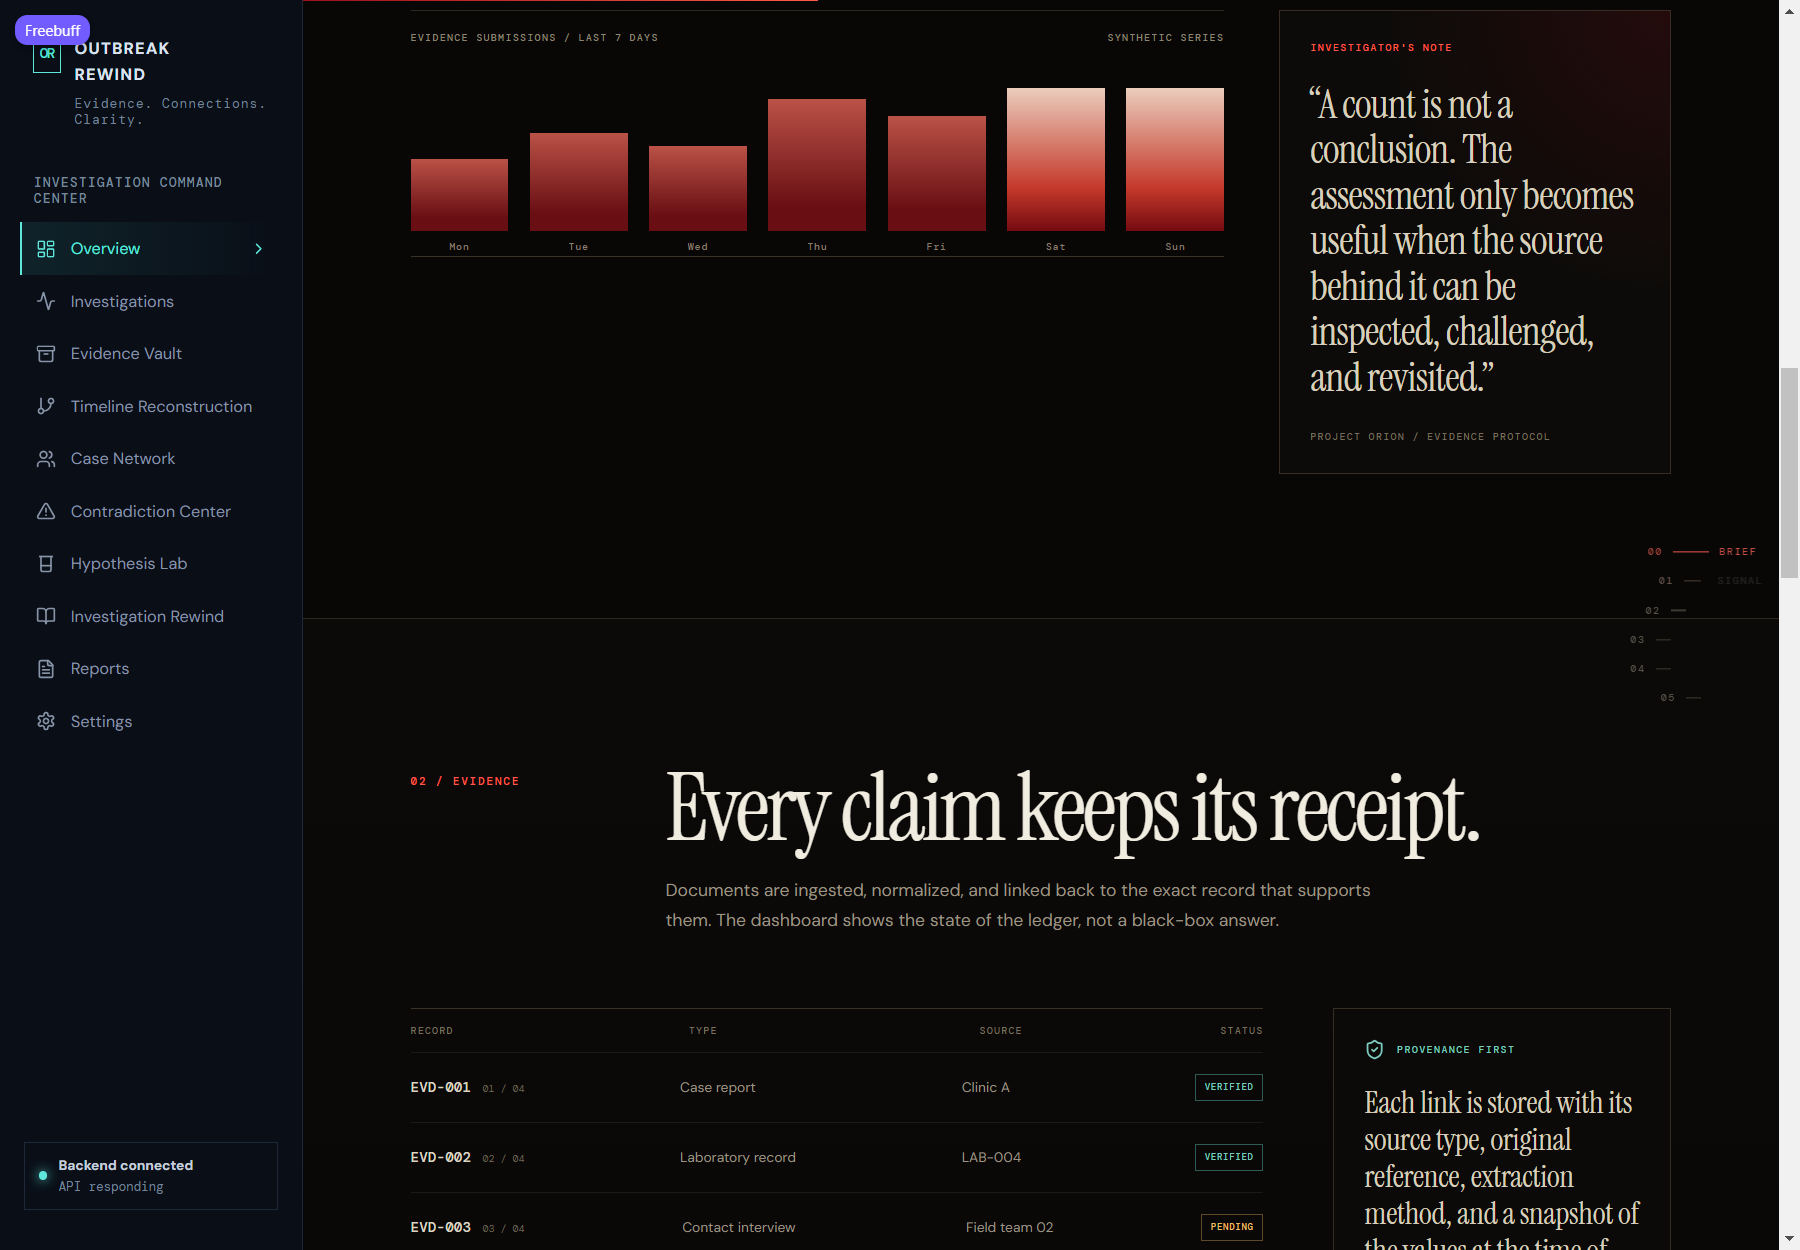 Freebuff
OR
OUTBREAK
REWIND
Evidence. Connections.
Clarity.
INVESTIGATION COMMAND
CENTER
Overview
Investigations
Evidence Vault
Timeline Reconstruction
Case Network
Contradiction Center
Hypothesis Lab
Investigation Rewind
Reports
Settings
Backend connected
API responding
EVIDENCE SUBMISSIONS / LAST 7 DAYS
SYNTHETIC SERIES
Mon
Tue
Wed
Thu
Fri
Sat
Sun
INVESTIGATOR'S NOTE
“A count is not a
conclusion. The
assessment only becomes
useful when the source
behind it can be
inspected, challenged,
and revisited.”
PROJECT ORION / EVIDENCE PROTOCOL
00 BRIEF
01 SIGNAL
02
03
04
05
02 / EVIDENCE
Every claim keeps its receipt.
Documents are ingested, normalized, and linked back to the exact record that supports
them. The dashboard shows the state of the ledger, not a black-box answer.
RECORD TYPE SOURCE STATUS
EVD-001 01 / 04 Case report Clinic A VERIFIED
EVD-002 02 / 04 Laboratory record LAB-004 VERIFIED
EVD-003 03 / 04 Contact interview Field team 02 PENDING
PROVENANCE FIRST
Each link is stored with its
source type, original
reference, extraction
method, and a snapshot of
the values at the time of